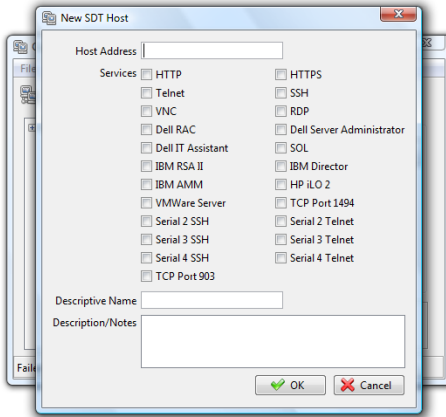 New SDT Host
File
Host Address
Services HTTP HTTPS
Telnet SSH
VNC RDP
Dell RAC Dell Server Administrator
Dell IT Assistant SOL
IBM RSA II IBM Director
IBM AMM HP iLO 2
VMWare Server TCP Port 1494
Serial 2 SSH Serial 2 Telnet
Serial 3 SSH Serial 3 Telnet
Serial 4 SSH Serial 4 Telnet
TCP Port 903
Descriptive Name
Description/Notes
OK Cancel